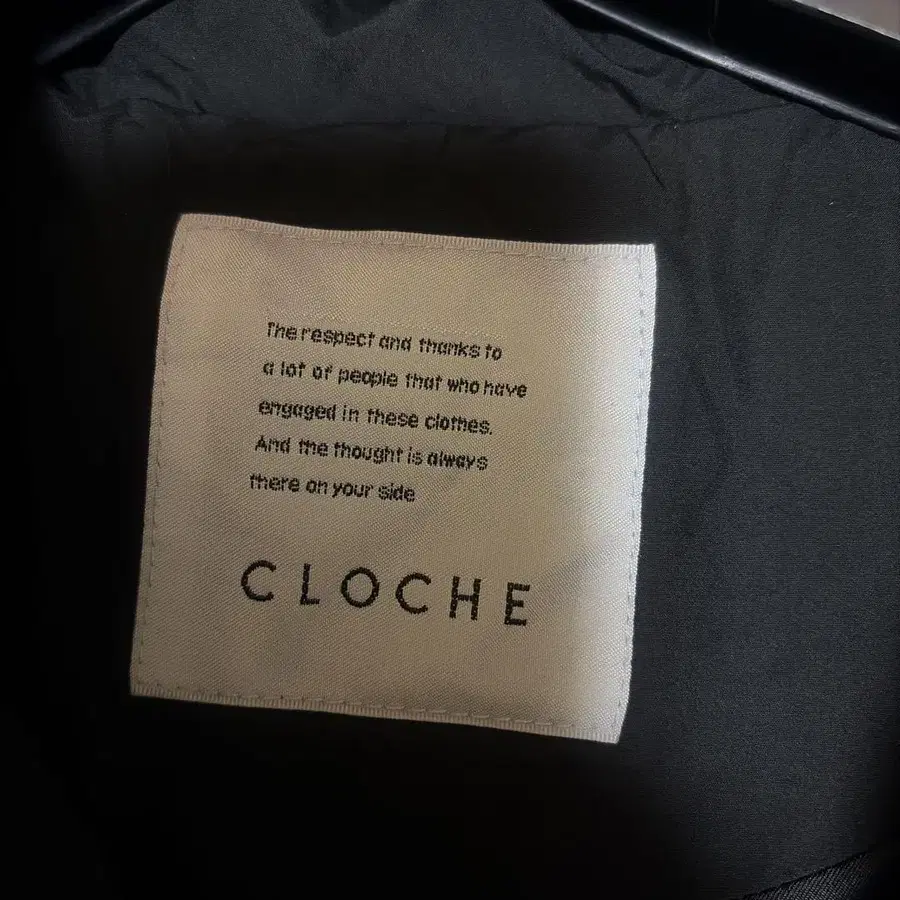 The respect and thanks to
a lot of people that who have
engaged in these clothes.
And the thought is always
there on your side
CLOCHE